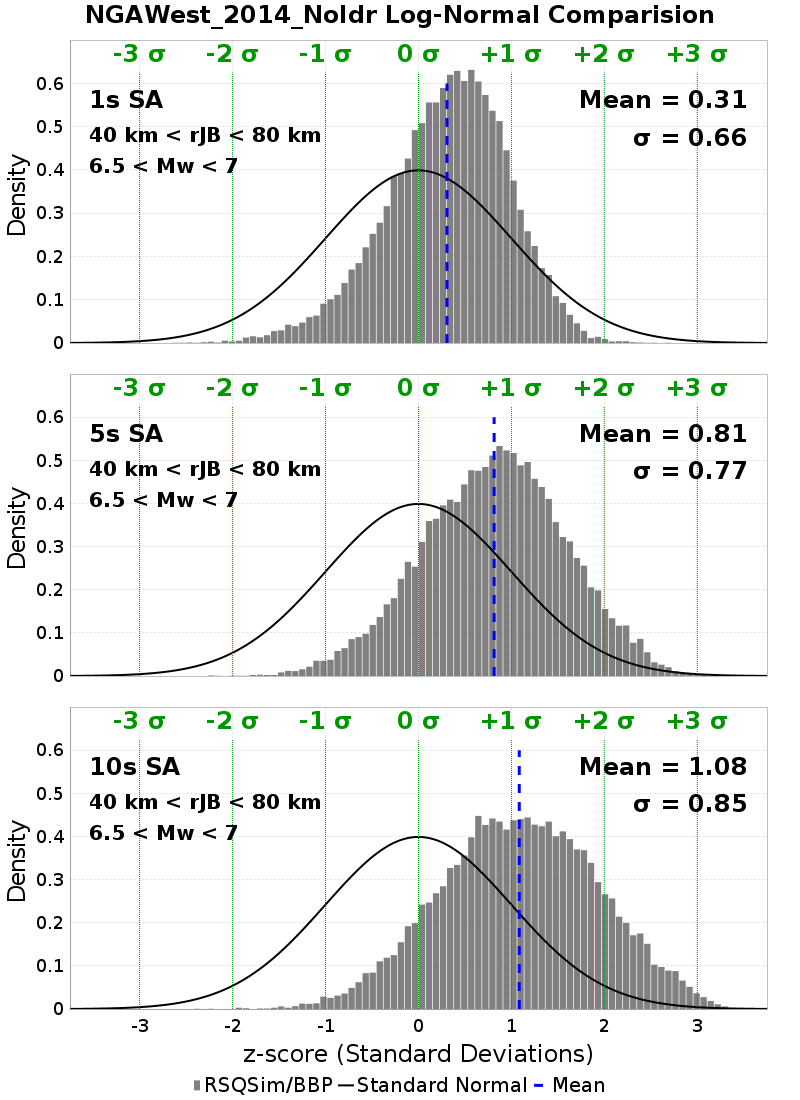 NGAWest_2014_NoIdr Log-Normal Comparision
-3 σ -2 σ -1 σ 0 σ +1 σ +2 σ +3 σ
1s SA Mean = 0.31
40 km < rJB < 80 km σ = 0.66
6.5 < Mw < 7
Density
0.6
0.5
0.4
0.3
0.2
0.1
0
-3 σ -2 σ -1 σ 0 σ +1 σ +2 σ +3 σ
5s SA Mean = 0.81
40 km < rJB < 80 km σ = 0.77
6.5 < Mw < 7
Density
0.6
0.5
0.4
0.3
0.2
0.1
0
-3 σ -2 σ -1 σ 0 σ +1 σ +2 σ +3 σ
10s SA Mean = 1.08
40 km < rJB < 80 km σ = 0.85
6.5 < Mw < 7
Density
0.6
0.5
0.4
0.3
0.2
0.1
0
-3 -2 -1 0 1 2 3
z-score (Standard Deviations)
RSQSim/BBP Standard Normal Mean